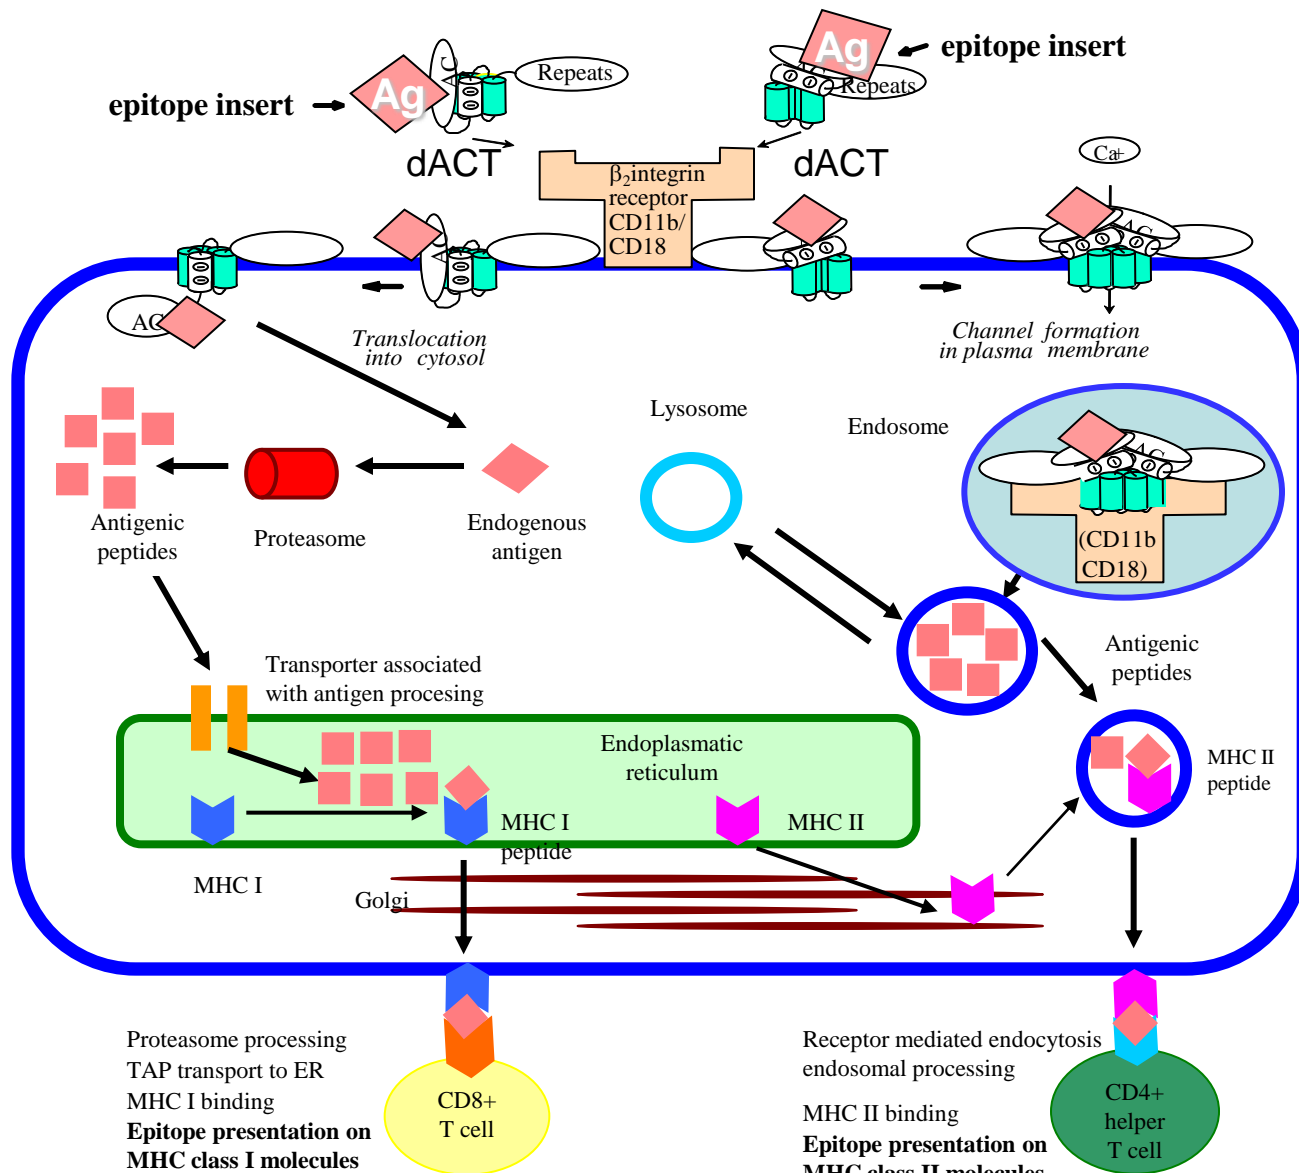 Ag
AC
Repeats
epitope insert
dACT
Ag
epitope insert
Repeats
dACT
β₂integrin
receptor
CD11b/
CD18
Ca+
AC
AC
AC
Translocation
into cytosol
Channel formation
in plasma membrane
Lysosome
Endosome
AC
(CD11b
CD18)
Antigenic
peptides
Proteasome
Endogenous
antigen
Antigenic
peptides
Transporter associated
with antigen procesing
Endoplasmatic
reticulum
MHC II
peptide
MHC I
peptide
MHC II
MHC I
Golgi
Proteasome processing
TAP transport to ER
MHC I binding
Epitope presentation on
MHC class I molecules
CD8+
T cell
Receptor mediated endocytosis
endosomal processing
MHC II binding
Epitope presentation on
MHC class II molecules
CD4+
helper
T cell